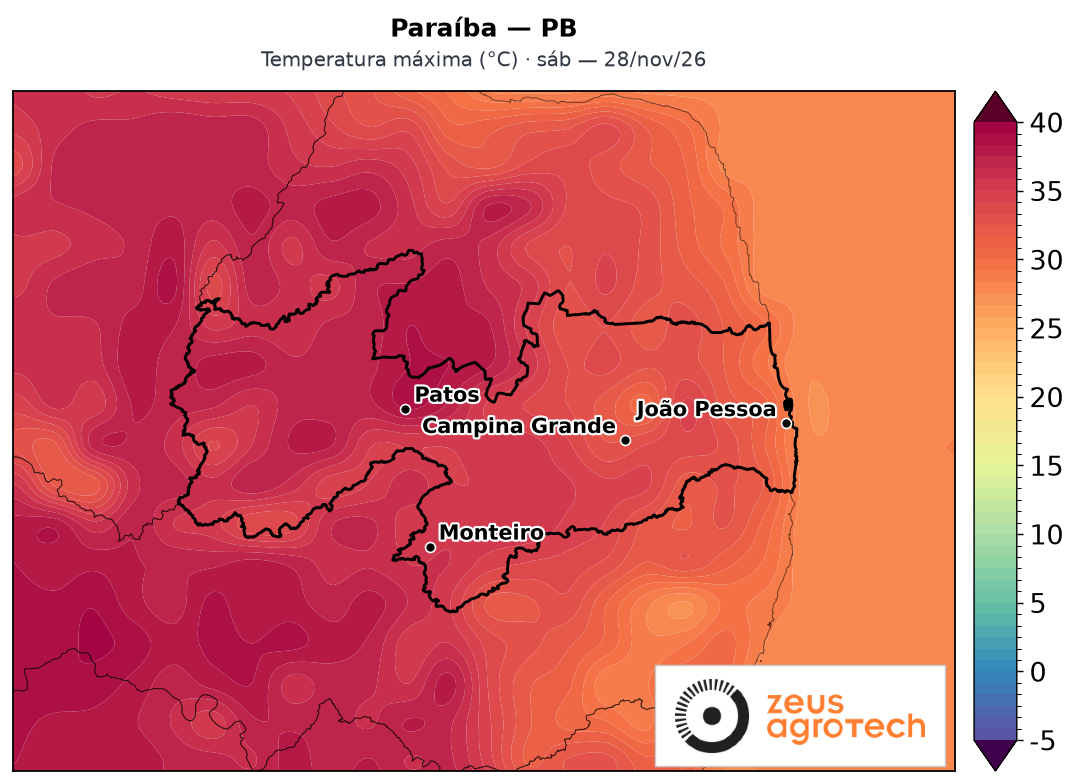 Paraíba — PB
Temperatura máxima (°C) · sáb — 28/nov/26
Patos
Campina Grande
João Pessoa
Monteiro
40
35
30
25
20
15
10
5
0
-5
zeus
agrotech